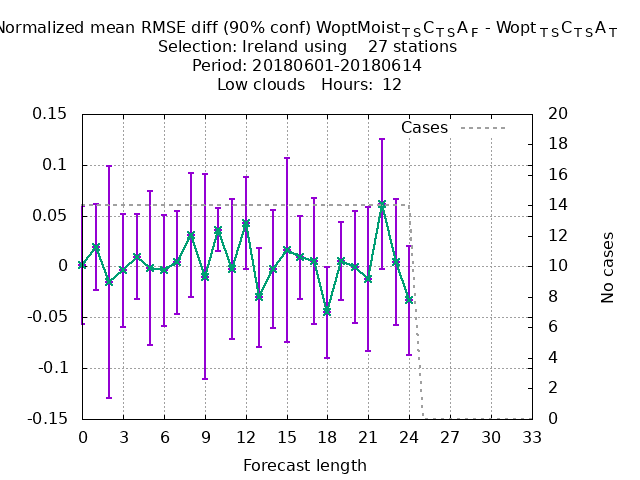 Normalized mean RMSE diff (90% conf) WoptMoist_TSC_TSA_F - Wopt_TSC_TSA_T
Selection: Ireland using 27 stations
Period: 20180601-20180614
Low clouds Hours: 12
Cases
0.15
0.1
0.05
0
-0.05
-0.1
-0.15
20
18
16
14
12
10
8
6
4
2
0
No cases
0 3 6 9 12 15 18 21 24 27 30 33
Forecast length